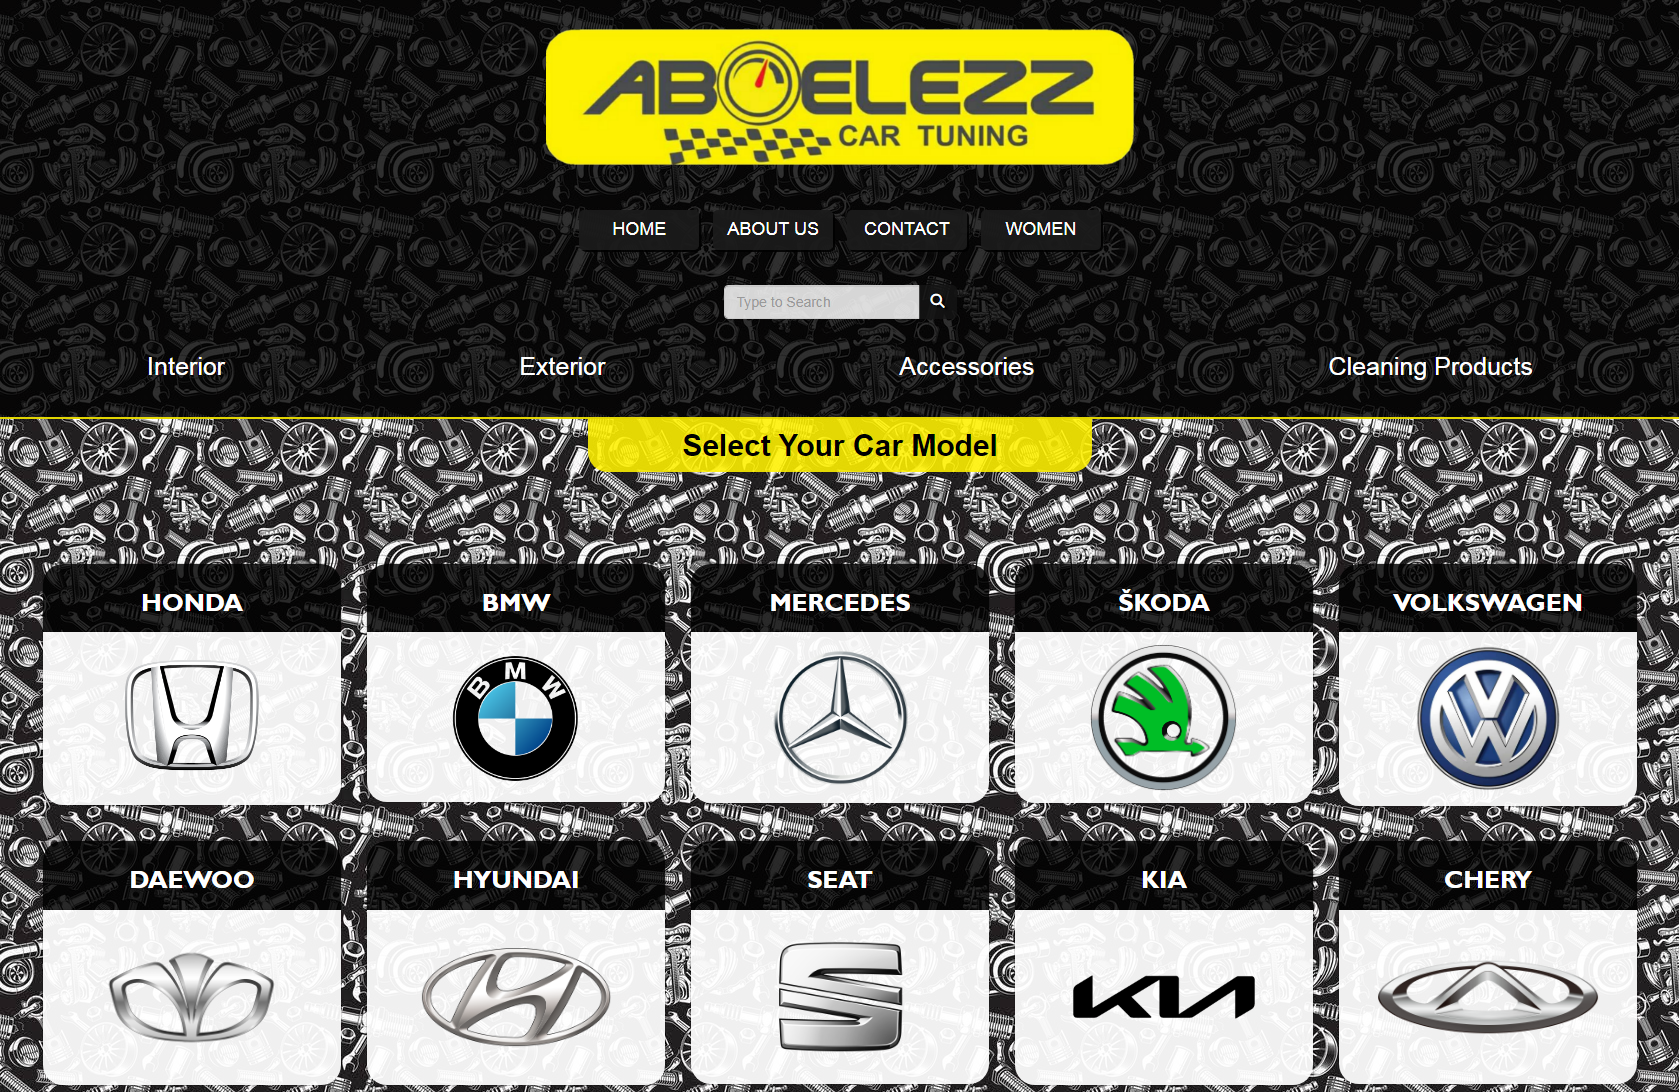 ABOELEZZ
CAR TUNING
HOME ABOUT US CONTACT WOMEN
Type to Search
Interior Exterior Accessories Cleaning Products
Select Your Car Model
HONDA BMW MERCEDES ŠKODA VOLKSWAGEN
BMW
DAEWOO HYUNDAI SEAT KIA CHERY
KIA